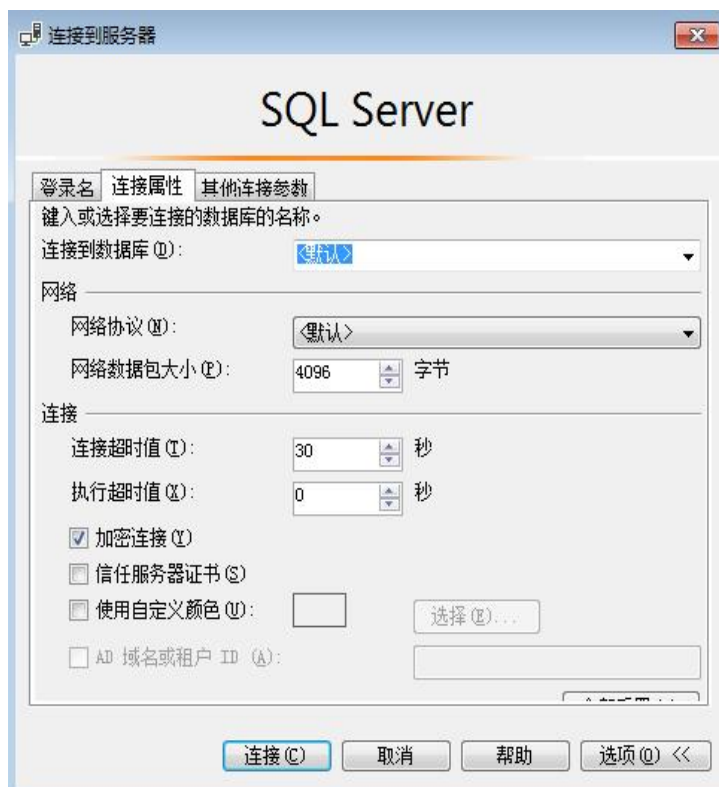 连接到服务器
SQL Server
登录名 连接属性 其他连接参数
键入或选择要连接的数据库的名称。
连接到数据库(D): <默认>
网络
网络协议(N): <默认>
网络数据包大小(P): 4096 字节
连接
连接超时值(T): 30 秒
执行超时值(X): 0 秒
加密连接(Y)
信任服务器证书(S)
使用自定义颜色(U): 选择(E)...
AD 域名或租户 ID (A):
连接(C) 取消 帮助 选项(O) <<